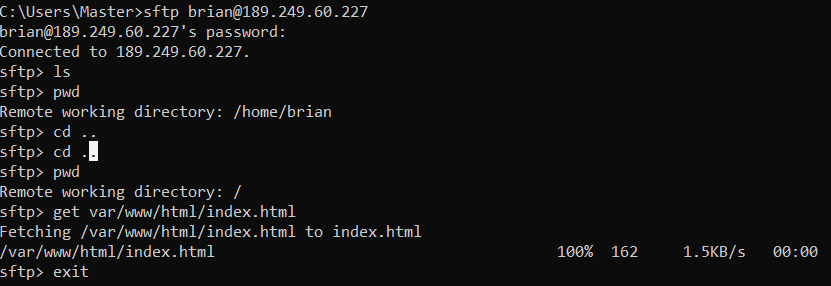 C:\Users\Master>sftp brian@189.249.60.227
brian@189.249.60.227's password:
Connected to 189.249.60.227.
sftp> ls
sftp> pwd
Remote working directory: /home/brian
sftp> cd ..
sftp> cd ..
sftp> pwd
Remote working directory: /
sftp> get var/www/html/index.html
Fetching /var/www/html/index.html to index.html
/var/www/html/index.html 100% 162 1.5KB/s 00:00
sftp> exit